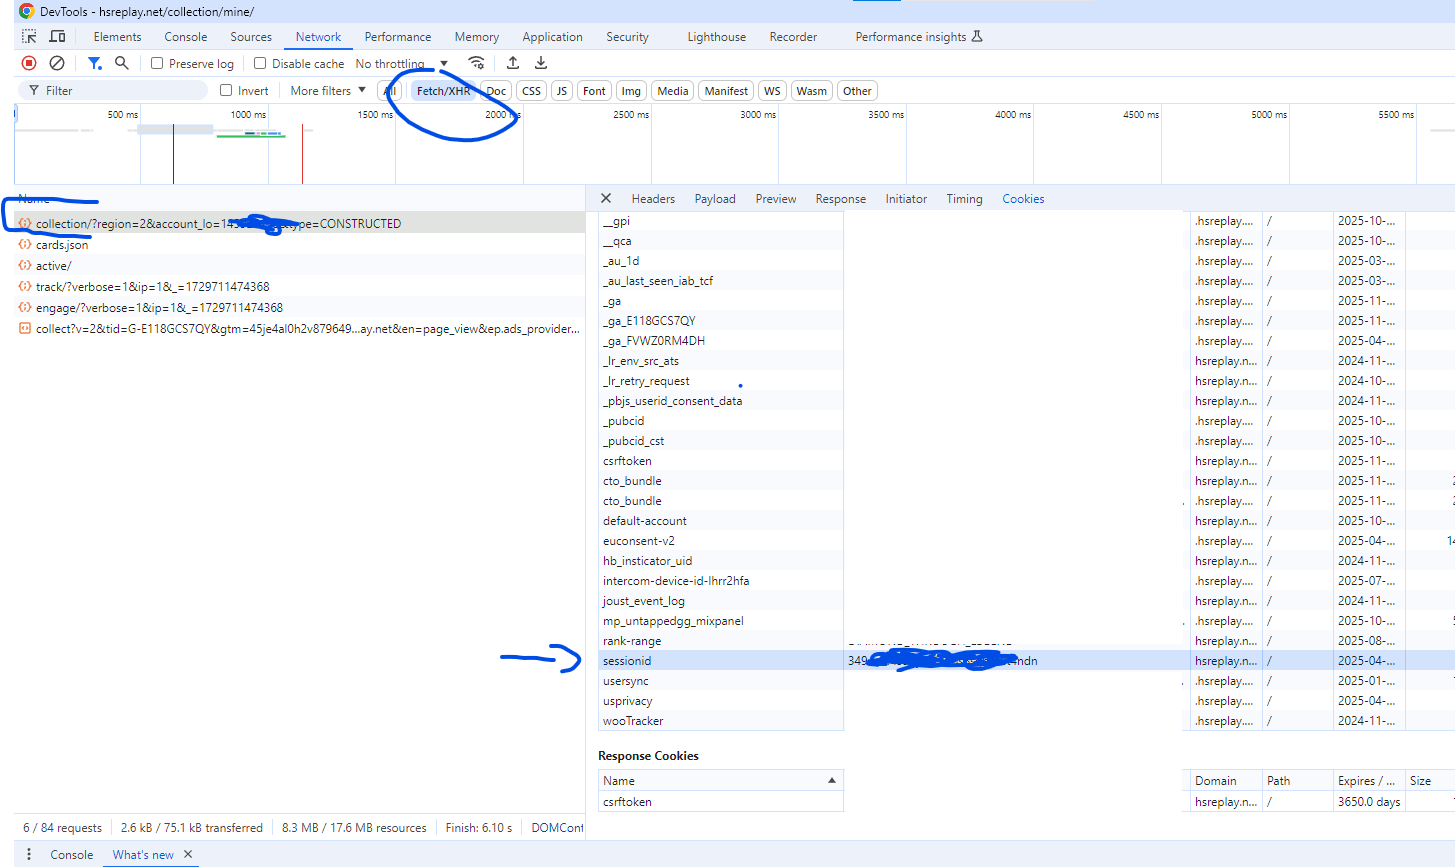 DevTools - hsreplay.net/collection/mine/
Elements Console Sources Network Performance Memory Application Security Lighthouse Recorder Performance insights
Preserve log Disable cache No throttling
Filter Invert More filters All Fetch/XHR Doc CSS JS Font Img Media Manifest WS Wasm Other
500 ms 1000 ms 1500 ms 2000 ms 2500 ms 3000 ms 3500 ms 4000 ms 4500 ms 5000 ms 5500 ms
Name
collection/?region=2&account_lo=14 type=CONSTRUCTED
cards.json
active/
track/?verbose=1&ip=1&_=1729711474368
engage/?verbose=1&ip=1&_=1729711474368
collect?v=2&tid=G-E118GCS7QY&gtm=45je4al0h2v879649...ay.net&en=page_view&ep.ads_provider...
Headers Payload Preview Response Initiator Timing Cookies
__gpi .hsreplay.... / 2025-10-...
__qca .hsreplay.... / 2025-10-...
_au_1d .hsreplay.... / 2025-03-...
_au_last_seen_iab_tcf .hsreplay.... / 2025-03-...
_ga .hsreplay.... / 2025-11-...
_ga_E118GCS7QY .hsreplay.... / 2025-11-...
_ga_FVWZ0RM4DH .hsreplay.... / 2025-04-...
_lr_env_src_ats hsreplay.n... / 2024-11-...
_lr_retry_request hsreplay.n... / 2024-10-...
_pbjs_userid_consent_data hsreplay.n... / 2024-11-...
_pubcid .hsreplay.... / 2025-10-...
_pubcid_cst .hsreplay.... / 2025-10-...
csrftoken hsreplay.n... / 2025-11-...
cto_bundle hsreplay.n... / 2025-11-...
cto_bundle .hsreplay.... / 2025-11-...
default-account hsreplay.n... / 2025-10-...
euconsent-v2 .hsreplay.... / 2025-04-... 14
hb_insticator_uid hsreplay.n... / 2024-11-...
intercom-device-id-lhrr2hfa .hsreplay.... / 2025-07-...
joust_event_log hsreplay.n... / 2024-11-...
mp_untappedgg_mixpanel .hsreplay.... / 2025-10-... 5
rank-range hsreplay.n... / 2025-08-...
sessionid 349 ndn hsreplay.n... / 2025-04-...
usersync .hsreplay.... / 2025-01-...
usprivacy .hsreplay.... / 2025-04-...
wooTracker .hsreplay.... / 2024-11-...
Response Cookies
Name Domain Path Expires / ... Size
csrftoken hsreplay.n... / 3650.0 days
6 / 84 requests 2.6 kB / 75.1 kB transferred 8.3 MB / 17.6 MB resources Finish: 6.10 s DOMCont
Console What's new